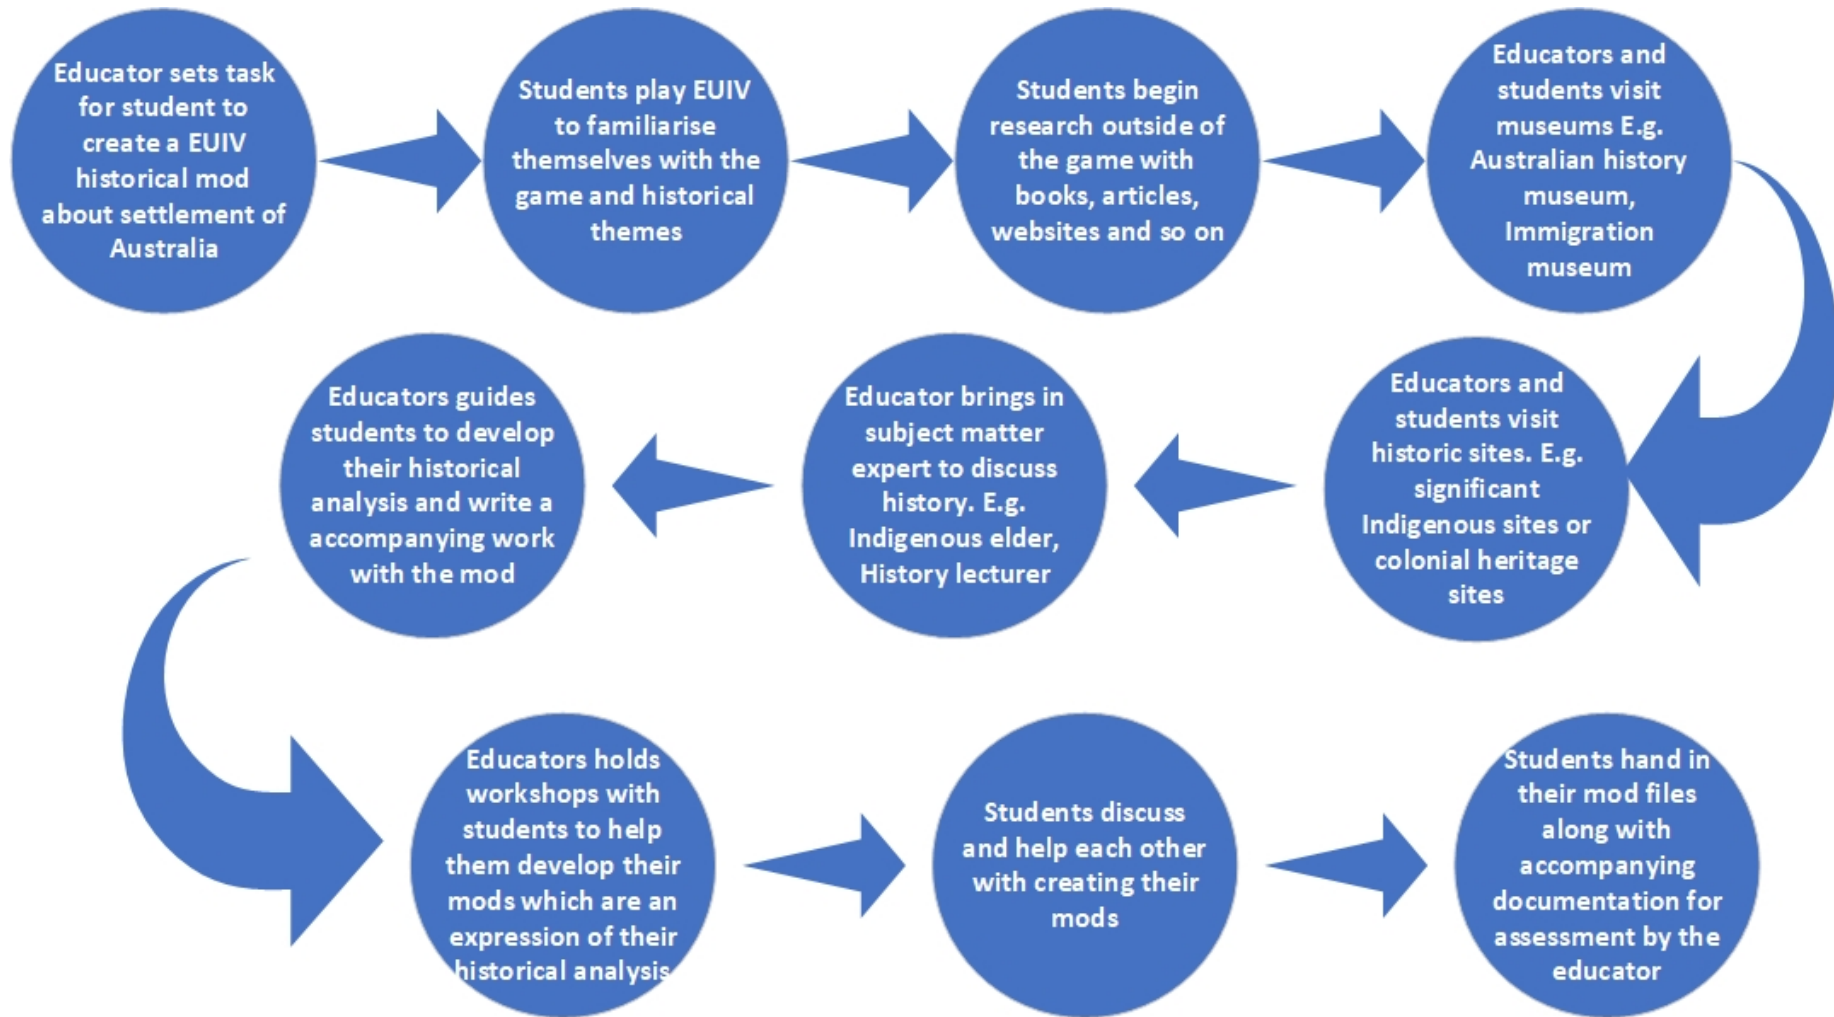 Educator sets task
for student to
create a EUIV
historical mod
about settlement of
Australia
Students play EUIV
to familiarise
themselves with the
game and historical
themes
Students begin
research outside of
the game with
books, articles,
websites and so on
Educators and
students visit
museums E.g.
Australian history
museum,
Immigration
museum
Educators and
students visit
historic sites. E.g.
significant
Indigenous sites or
colonial heritage
sites
Educator brings in
subject matter
expert to discuss
history. E.g.
Indigenous elder,
History lecturer
Educators guides
students to develop
their historical
analysis and write a
accompanying work
with the mod
Educators holds
workshops with
students to help
them develop their
mods which are an
expression of their
historical analysis.
Students discuss
and help each other
with creating their
mods
Students hand in
their mod files
along with
accompanying
documentation for
assessment by the
educator